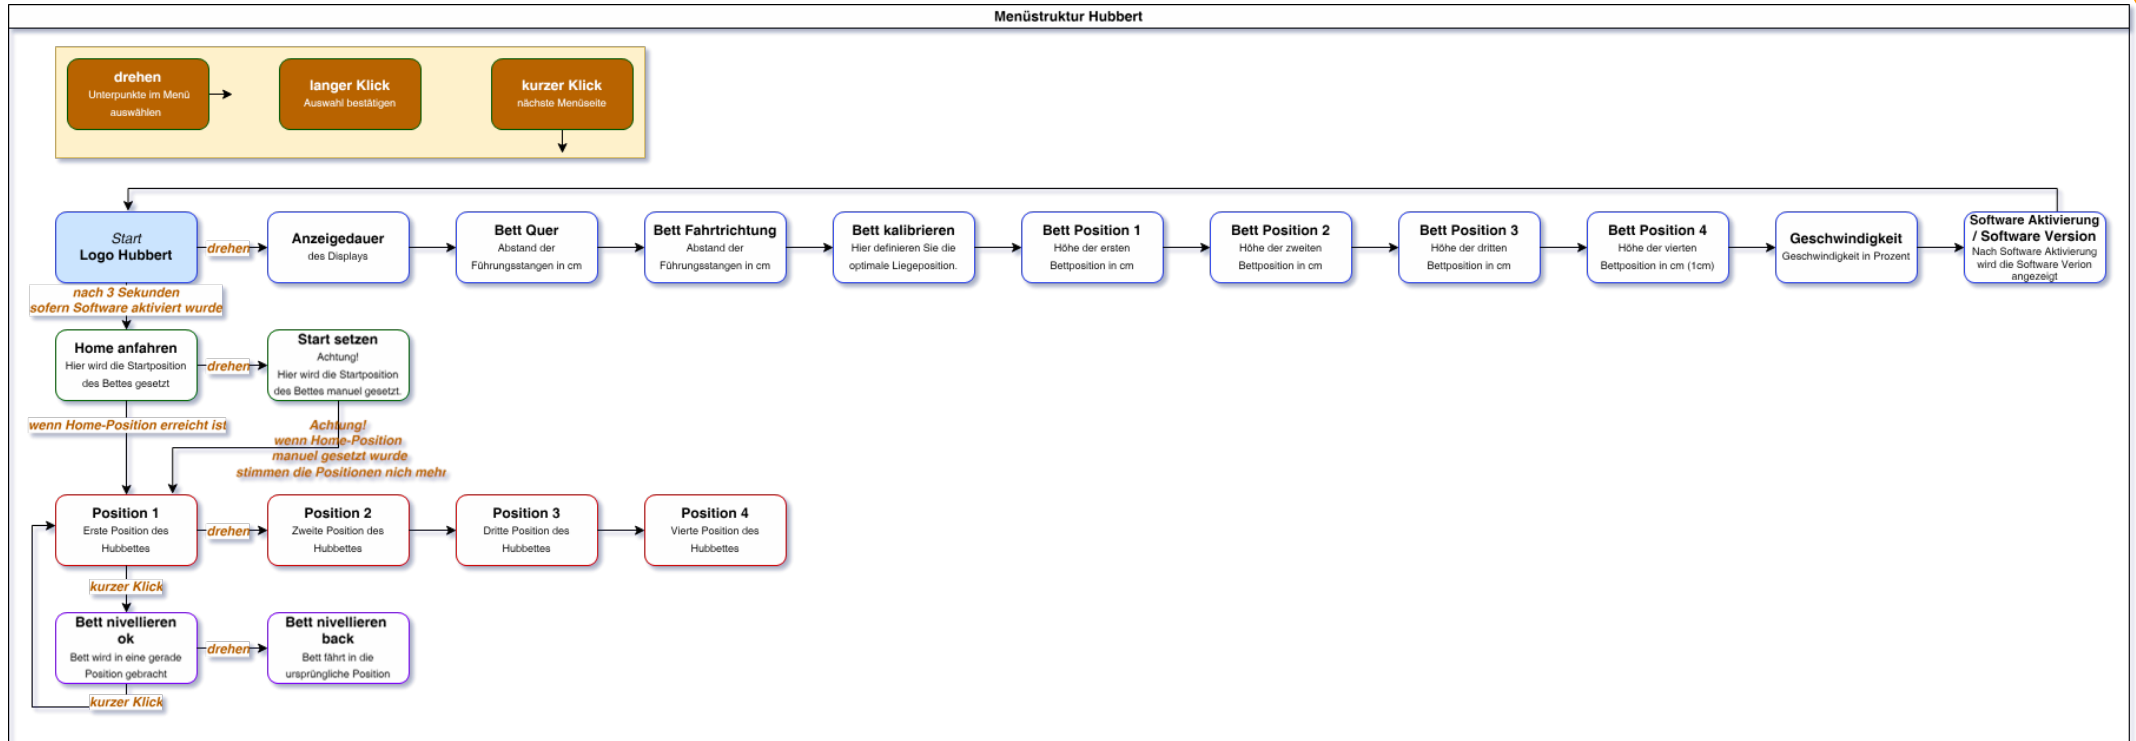 Menüstruktur Hubbert
drehen
Unterpunkte im Menü
auswählen
langer Klick
Auswahl bestätigen
kurzer Klick
nächste Menüseite
Start
Logo Hubbert
drehen
Anzeigedauer
des Displays
Bett Quer
Abstand der
Führungsstangen in cm
Bett Fahrtrichtung
Abstand der
Führungsstangen in cm
Bett kalibrieren
Hier definieren Sie die
optimale Liegeposition.
Bett Position 1
Höhe der ersten
Bettposition in cm
Bett Position 2
Höhe der zweiten
Bettposition in cm
Bett Position 3
Höhe der dritten
Bettposition in cm
Bett Position 4
Höhe der vierten
Bettposition in cm (1cm)
Geschwindigkeit
Geschwindigkeit in Prozent
Software Aktivierung
/ Software Version
Nach Software Aktivierung
wird die Software Verion
angezeigt
nach 3 Sekunden
sofern Software aktiviert wurde
Home anfahren
Hier wird die Startposition
des Bettes gesetzt
drehen
Start setzen
Achtung!
Hier wird die Startposition
des Bettes manuel gesetzt.
wenn Home-Position erreicht ist
Achtung!
wenn Home-Position
manuel gesetzt wurde
stimmen die Positionen nich mehr
Position 1
Erste Position des
Hubbettes
drehen
Position 2
Zweite Position des
Hubbettes
Position 3
Dritte Position des
Hubbettes
Position 4
Vierte Position des
Hubbettes
kurzer Klick
Bett nivellieren
ok
Bett wird in eine gerade
Position gebracht
drehen
Bett nivellieren
back
Bett fährt in die
ursprüngliche Position
kurzer Klick